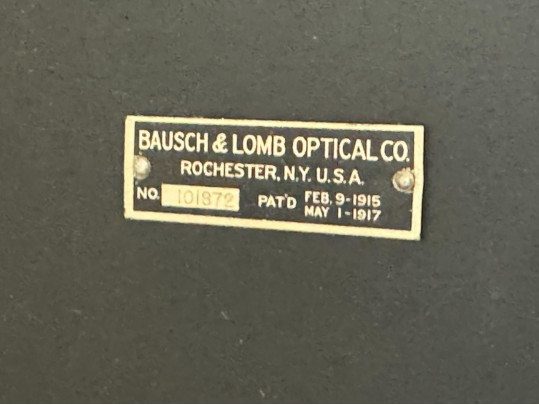 BAUSCH & LOMB OPTICAL CO.
ROCHESTER, N.Y. U.S.A.
NO. 101872 PAT'D FEB. 9-1915
MAY 1-1917